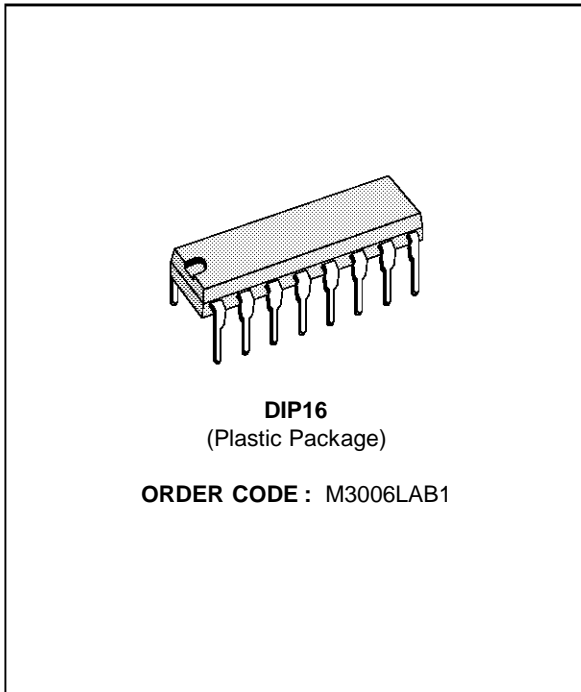 DIP16
(Plastic Package)
ORDER CODE : M3006LAB1